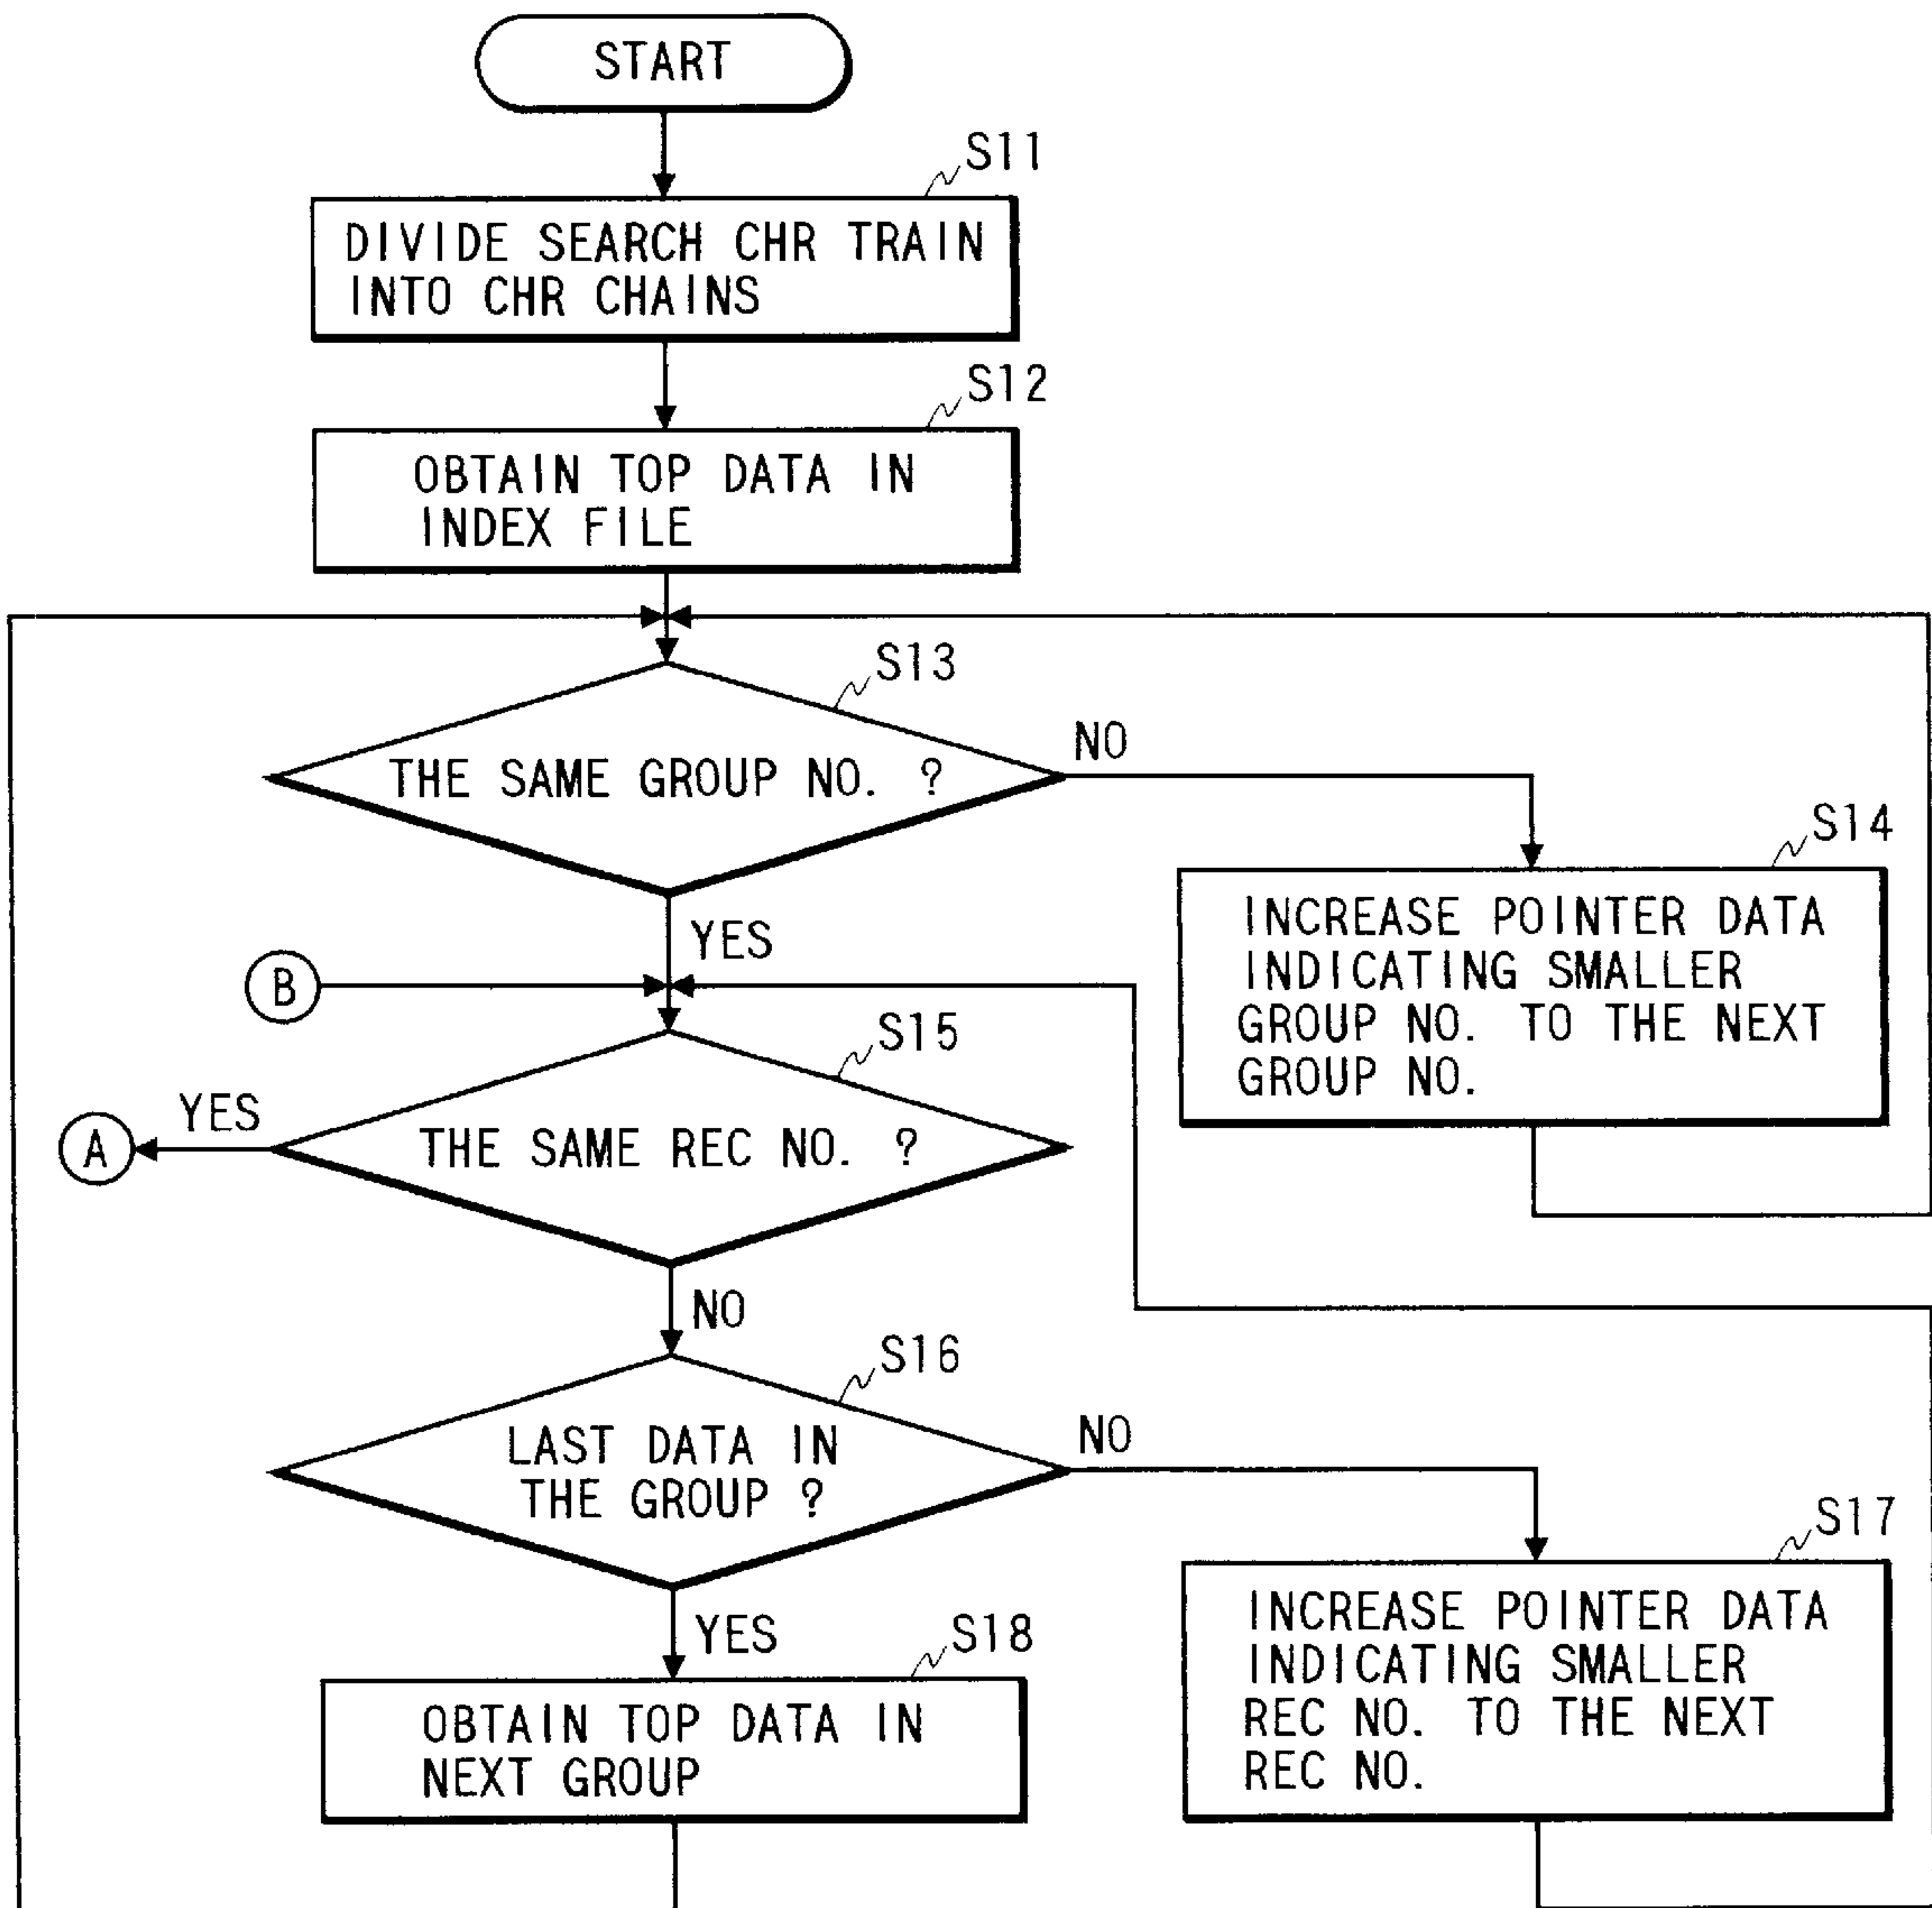 START
S11
DIVIDE SEARCH CHR TRAIN
INTO CHR CHAINS
S12
OBTAIN TOP DATA IN
INDEX FILE
S13
THE SAME GROUP NO. ?
NO
S14
INCREASE POINTER DATA
INDICATING SMALLER
GROUP NO. TO THE NEXT
GROUP NO.
YES
B
S15
THE SAME REC NO. ?
YES
A
NO
S16
LAST DATA IN
THE GROUP ?
NO
S17
INCREASE POINTER DATA
INDICATING SMALLER
REC NO. TO THE NEXT
REC NO.
YES
S18
OBTAIN TOP DATA IN
NEXT GROUP